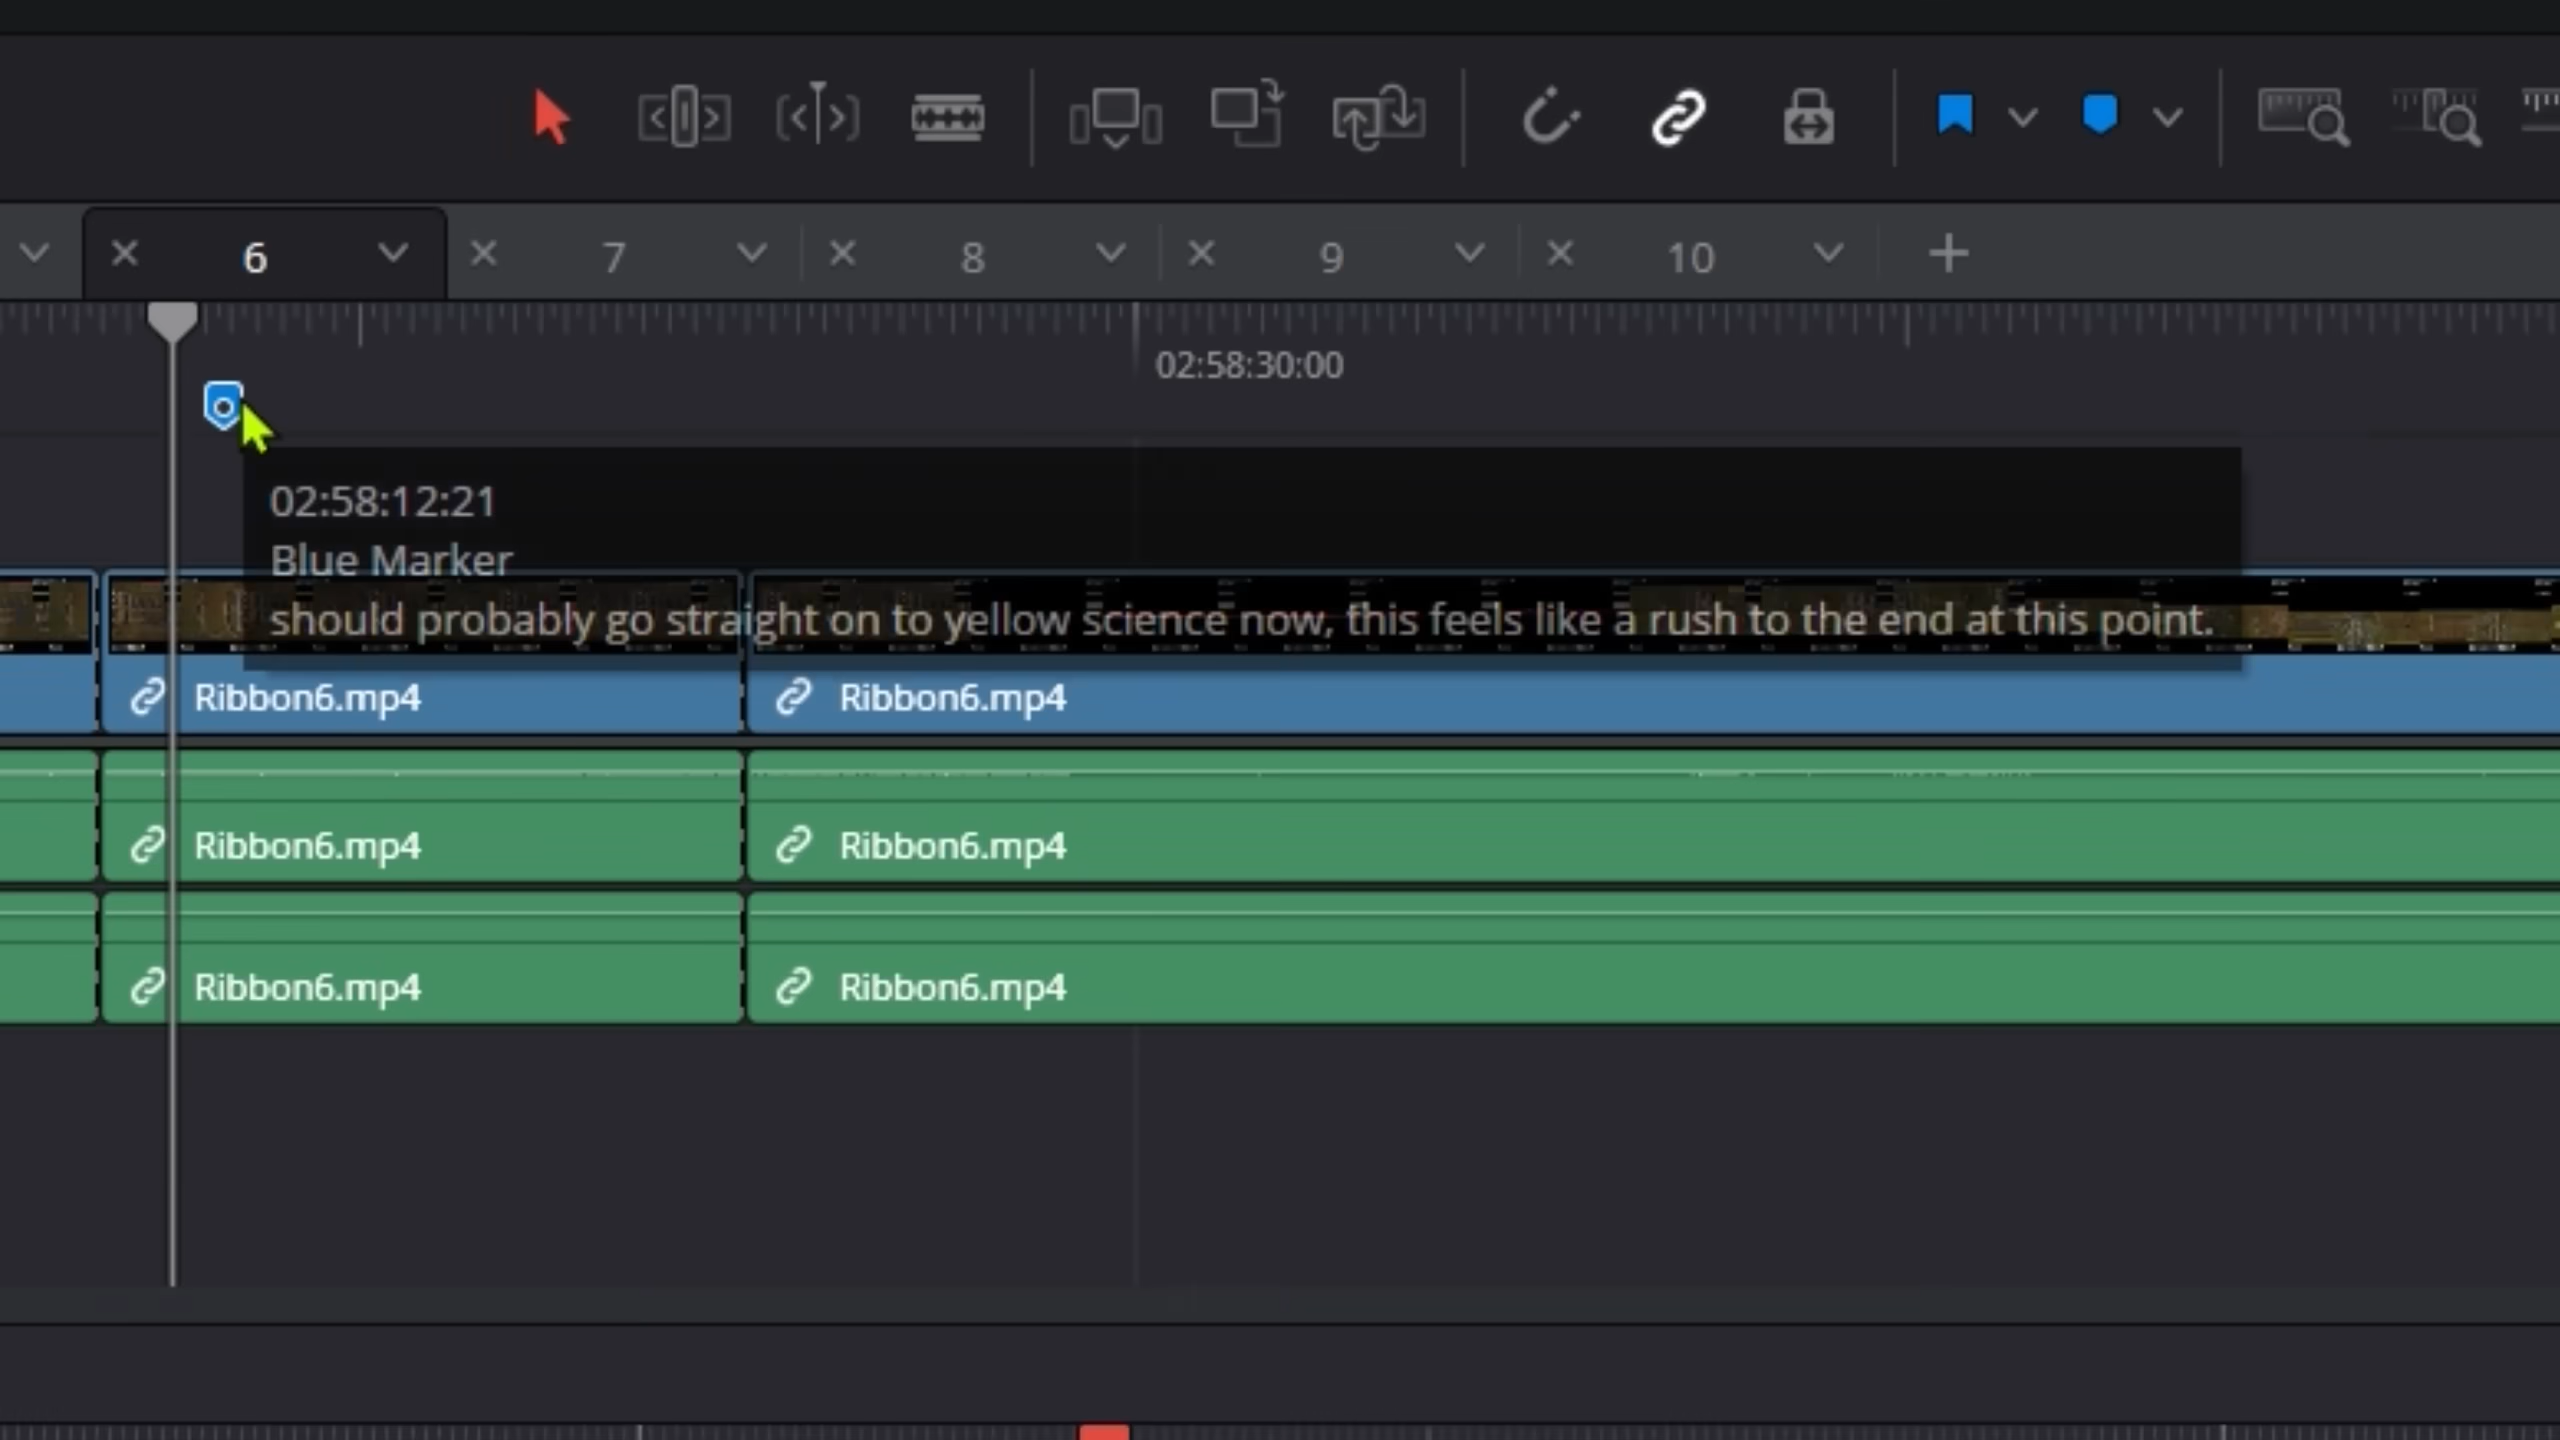 6 7 8 9 10
02:58:30:00
02:58:12:21
Blue Marker
should probably go straight on to yellow science now, this feels like a rush to the end at this point.
Ribbon6.mp4 Ribbon6.mp4
Ribbon6.mp4 Ribbon6.mp4
Ribbon6.mp4 Ribbon6.mp4